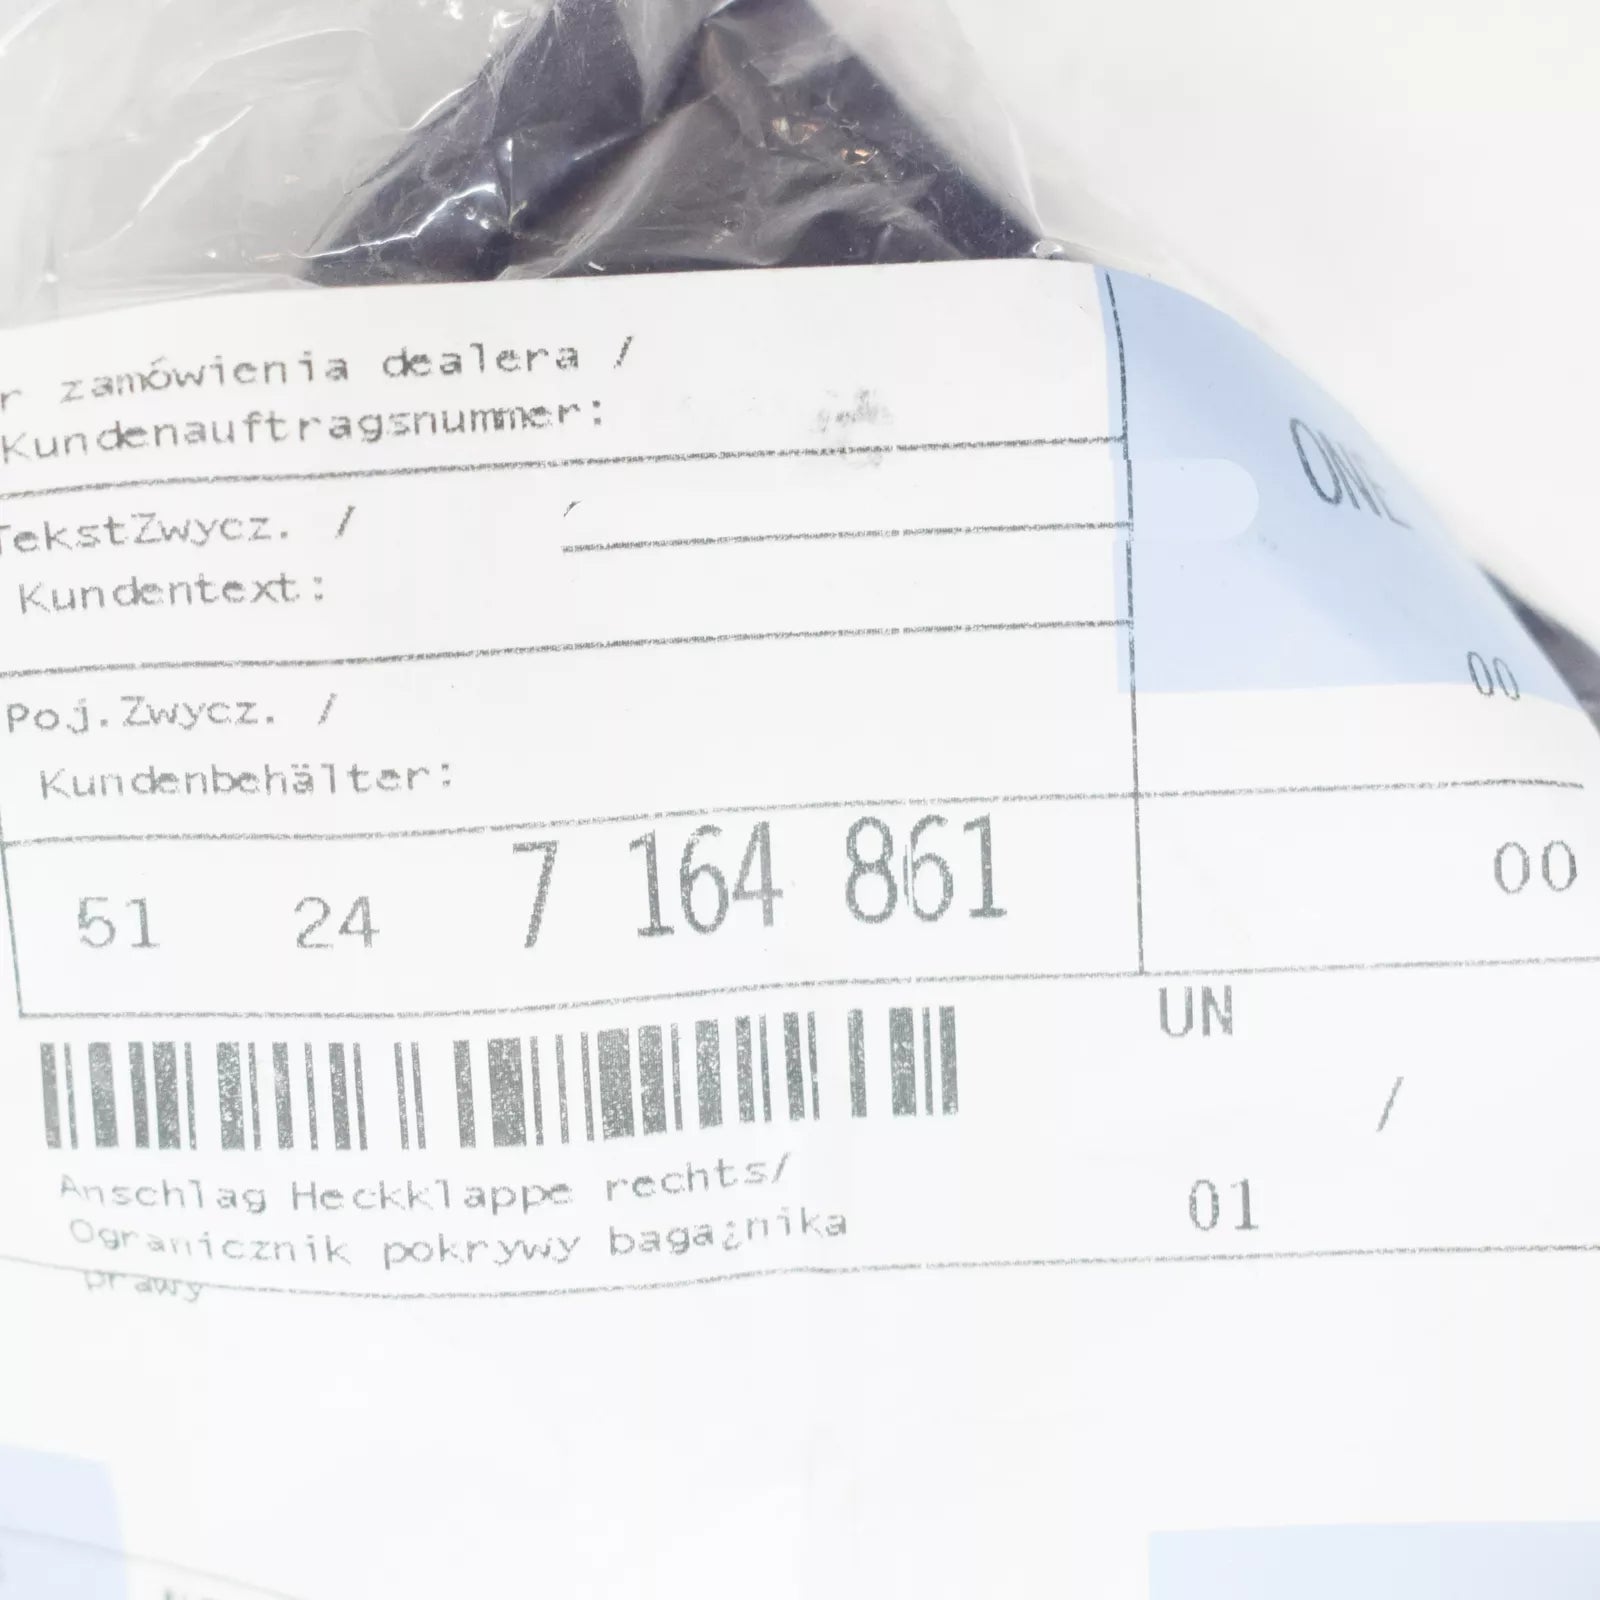 r zamówienia dealera /
Kundenauftragsnummer:
ONE
TekstZwycz. /
Kundentext:
00
Poj.Zwycz. /
Kundenbehälter:
51 24 7 164 861 00
UN
/
Anschlag Heckklappe rechts/
01
Ogranicznik pokrywy baga¿nika
prawy